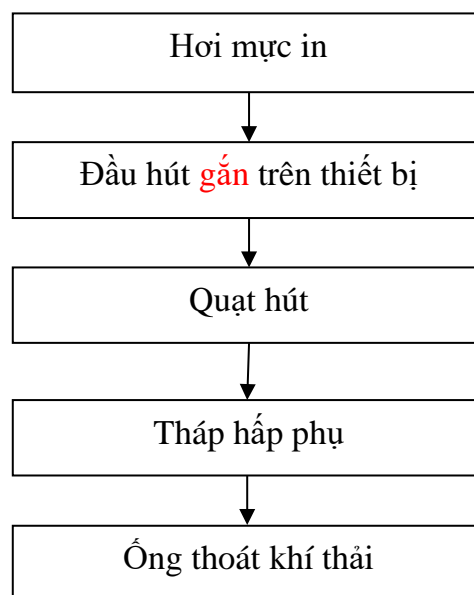 Hơi mực in
Đầu hút gắn trên thiết bị
Quạt hút
Tháp hấp phụ
Ống thoát khí thải